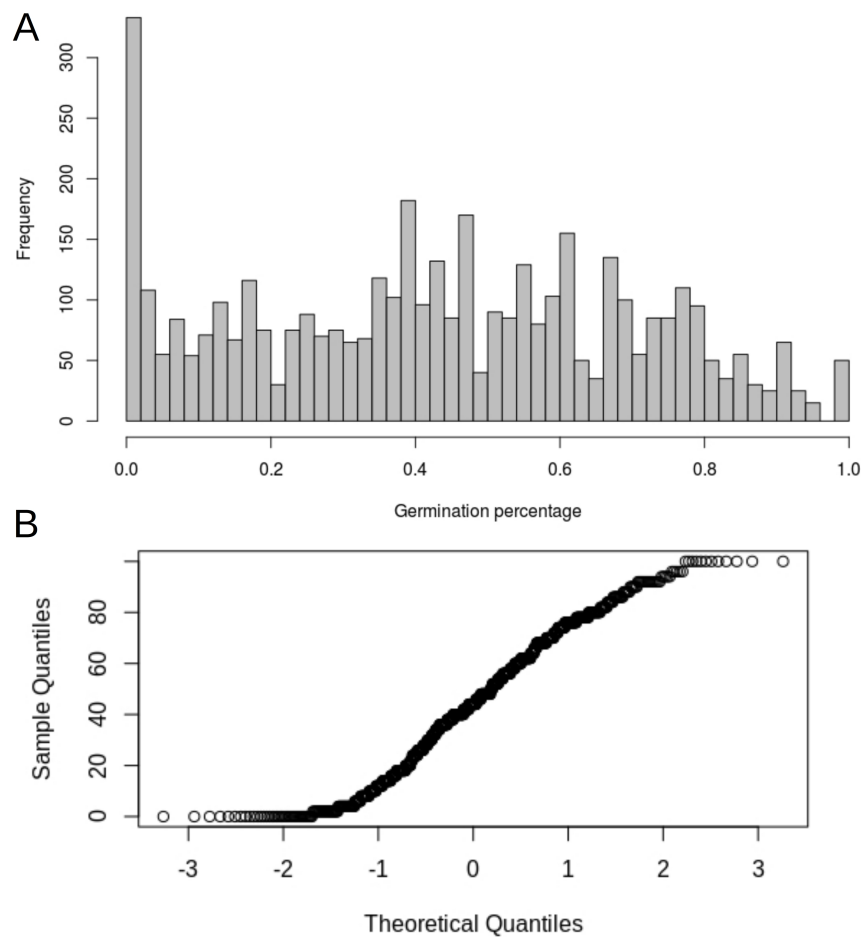 A
Frequency
300
250
200
150
100
50
0
0.0 0.2 0.4 0.6 0.8 1.0
Germination percentage
B
Sample Quantiles
80
60
40
20
0
-3 -2 -1 0 1 2 3
Theoretical Quantiles